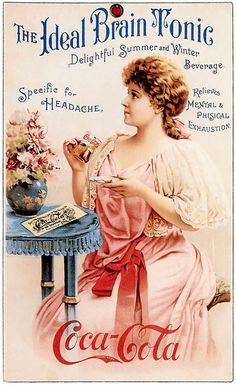 The Ideal Brain Tonic
Delightful Summer and Winter
Beverage.
Specific for
Headache,
Relieves
Mental &
Physical
Exhaustion.
Coca-Cola